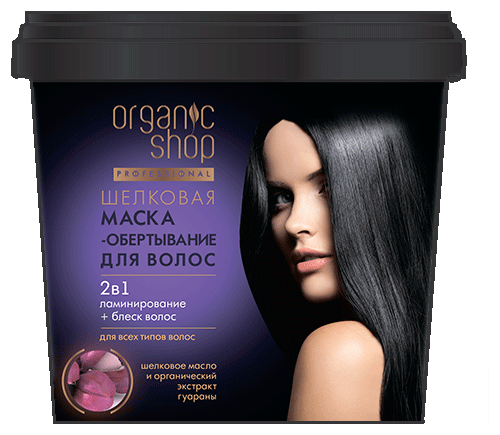 organic
shop
PROFESSIONAL
ШЕЛКОВАЯ
МАСКА
-ОБЕРТЫВАНИЕ
ДЛЯ ВОЛОС
2в1
ламинирование
+ блеск волос
для всех типов волос
шелковое масло
и органический
экстракт
гуараны